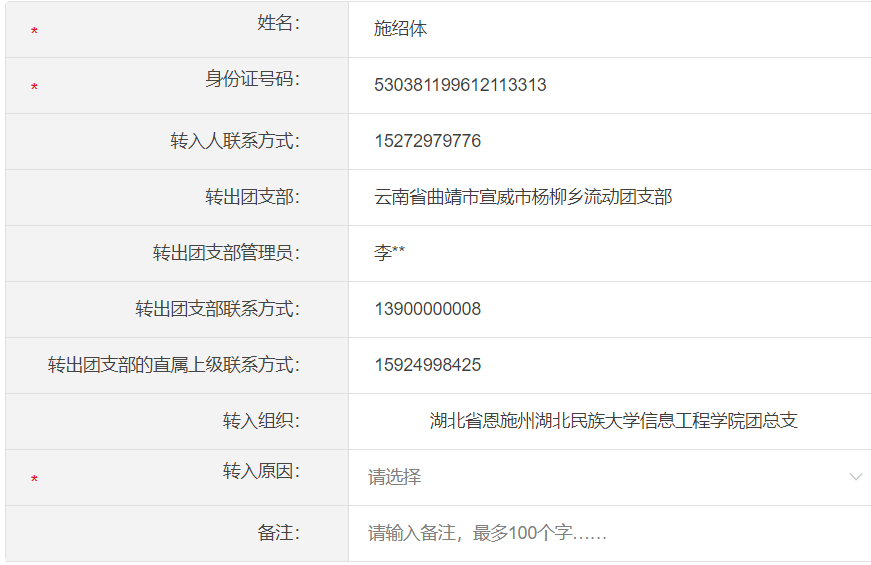 * 姓名： 施绍体
* 身份证号码： 530381199612113313
转入人联系方式： 15272979776
转出团支部： 云南省曲靖市宣威市杨柳乡流动团支部
转出团支部管理员： 李**
转出团支部联系方式： 13900000008
转出团支部的直属上级联系方式： 15924998425
转入组织： 湖北省恩施州湖北民族大学信息工程学院团总支
* 转入原因： 请选择
备注： 请输入备注，最多100个字……